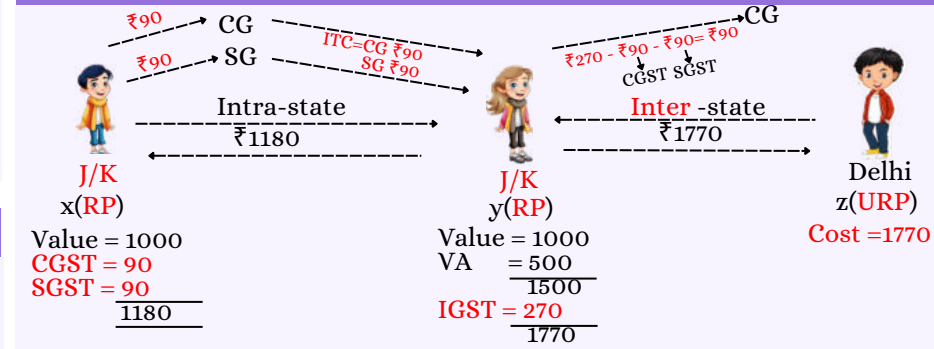 ₹90
CG
₹90
SG
ITC=CG ₹90
SG ₹90
CG
₹270 - ₹90 - ₹90= ₹90
CGST SGST
Intra-state
₹1180
Inter -state
₹1770
J/K
x(RP)
Value = 1000
CGST = 90
SGST = 90
1180
J/K
y(RP)
Value = 1000
VA = 500
1500
IGST = 270
1770
Delhi
z(URP)
Cost =1770